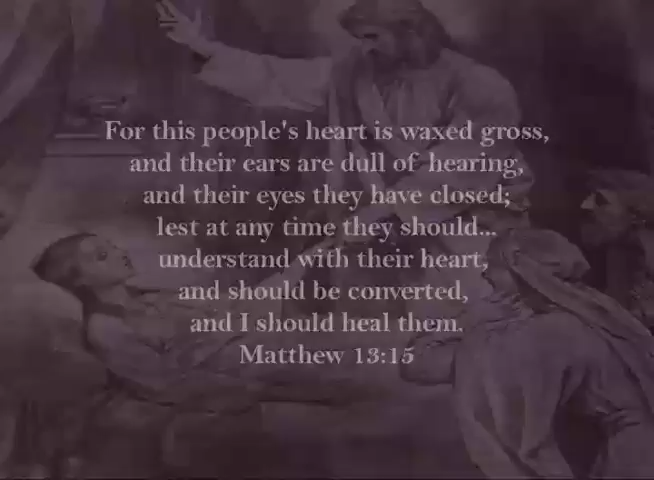 For this people's heart is waxed gross,
and their ears are dull of hearing,
and their eyes they have closed;
lest at any time they should...
understand with their heart,
and should be converted,
and I should heal them.
Matthew 13:15